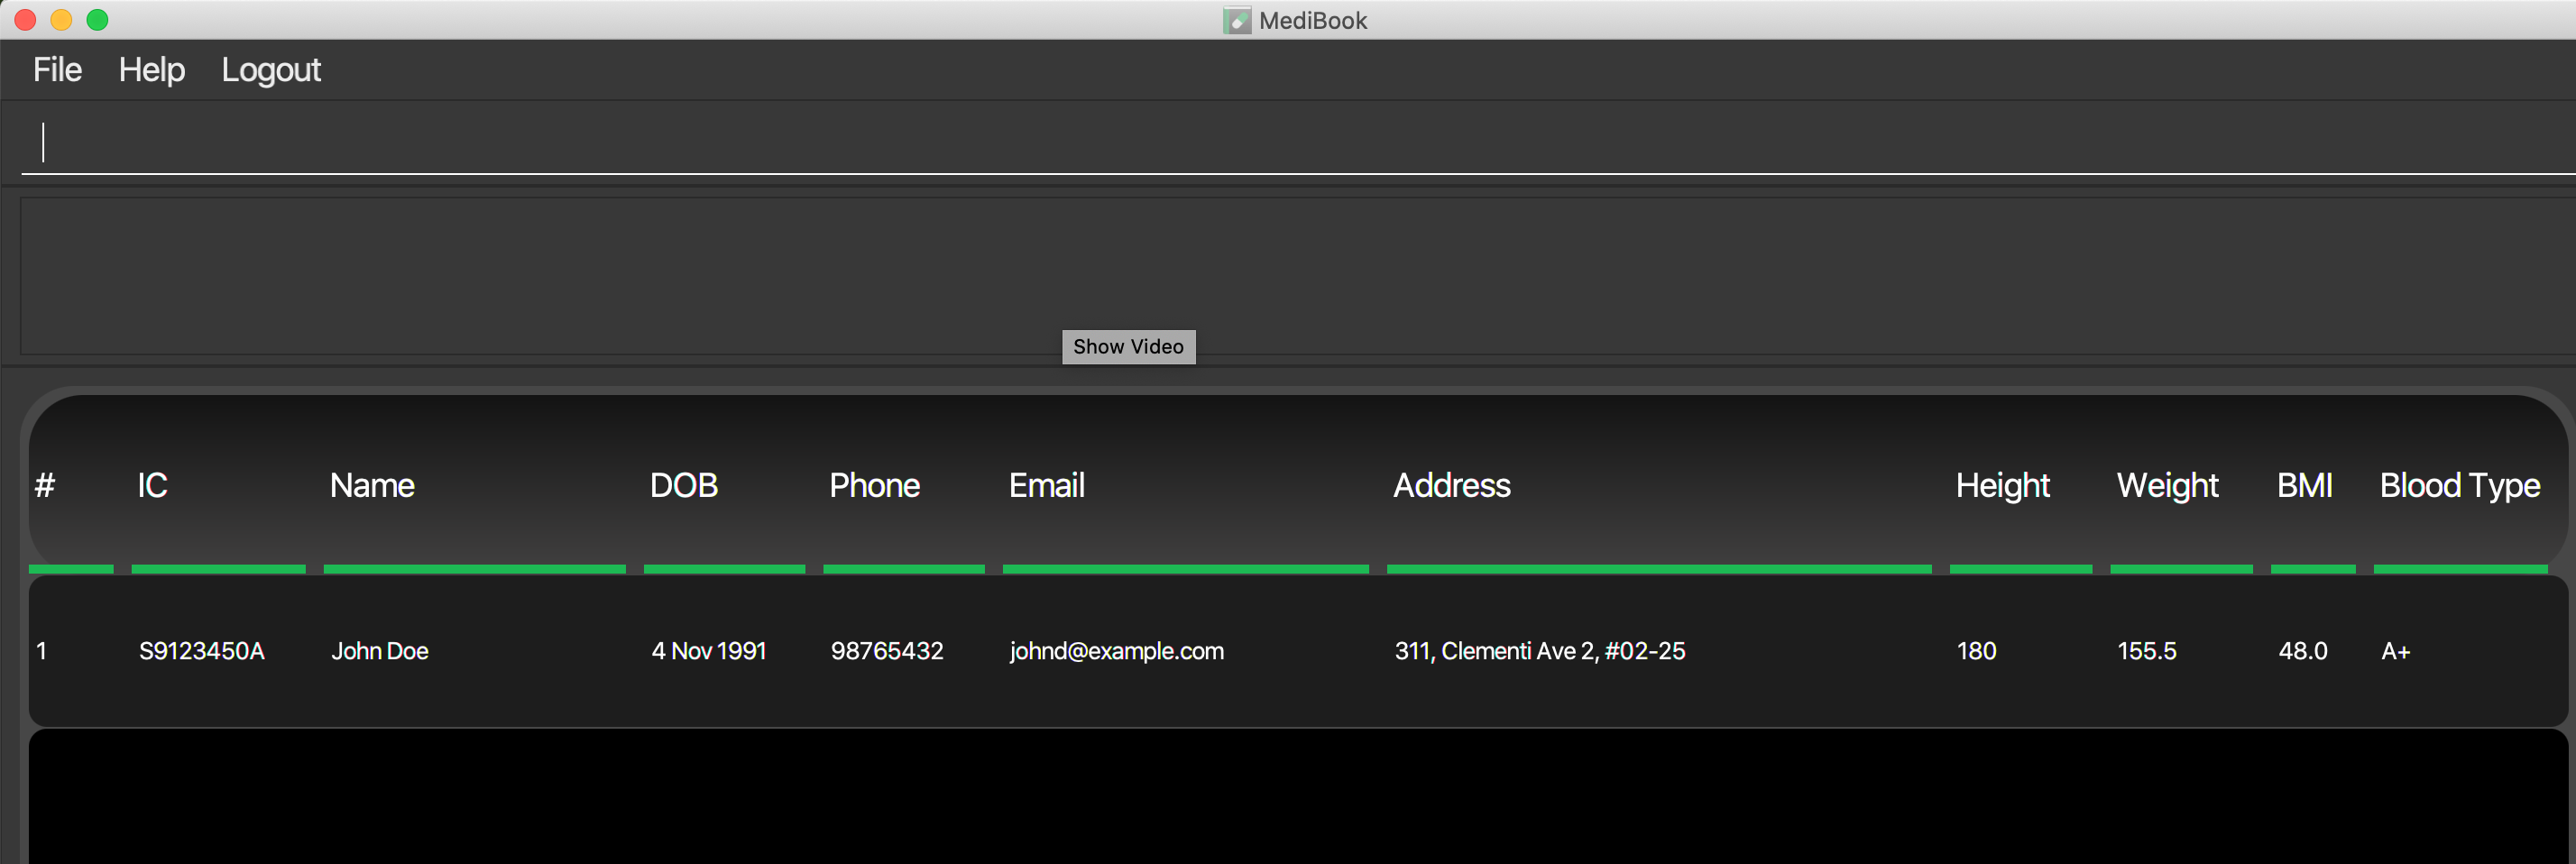 MediBook
File Help Logout
Show Video
# IC Name DOB Phone Email Address Height Weight BMI Blood Type
1 S9123450A John Doe 4 Nov 1991 98765432 johnd@example.com 311, Clementi Ave 2, #02-25 180 155.5 48.0 A+